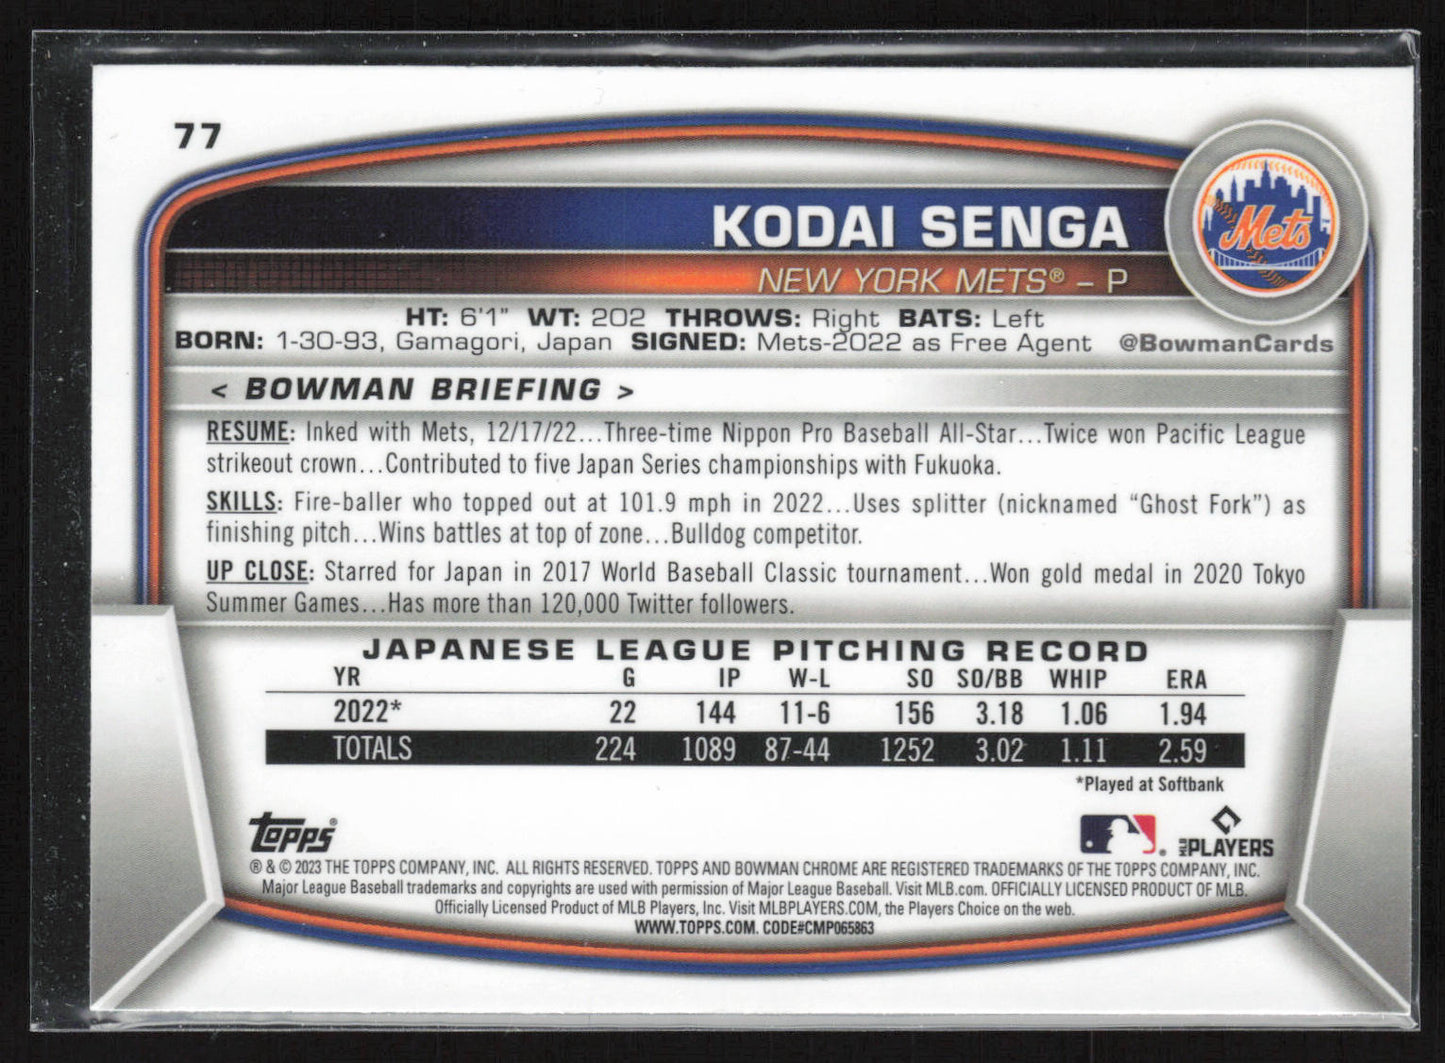 77
KODAI SENGA
Mets
NEW YORK METS® – P
HT: 6'1" WT: 202 THROWS: Right BATS: Left
BORN: 1-30-93, Gamagori, Japan SIGNED: Mets-2022 as Free Agent @BowmanCards
< BOWMAN BRIEFING >
RESUME: Inked with Mets, 12/17/22...Three-time Nippon Pro Baseball All-Star...Twice won Pacific League
strikeout crown...Contributed to five Japan Series championships with Fukuoka.
SKILLS: Fire-baller who topped out at 101.9 mph in 2022...Uses splitter (nicknamed “Ghost Fork”) as
finishing pitch...Wins battles at top of zone...Bulldog competitor.
UP CLOSE: Starred for Japan in 2017 World Baseball Classic tournament...Won gold medal in 2020 Tokyo
Summer Games...Has more than 120,000 Twitter followers.
JAPANESE LEAGUE PITCHING RECORD
YR G IP W-L SO SO/BB WHIP ERA
2022* 22 144 11-6 156 3.18 1.06 1.94
TOTALS 224 1089 87-44 1252 3.02 1.11 2.59
*Played at Softbank
Topps® MLB PLAYERS
® & © 2023 THE TOPPS COMPANY, INC. ALL RIGHTS RESERVED. TOPPS AND BOWMAN CHROME ARE REGISTERED TRADEMARKS OF THE TOPPS COMPANY, INC.
Major League Baseball trademarks and copyrights are used with permission of Major League Baseball. Visit MLB.com. OFFICIALLY LICENSED PRODUCT OF MLB.
Officially Licensed Product of MLB Players, Inc. Visit MLBPLAYERS.COM, the Players Choice on the web.
WWW.TOPPS.COM. CODE#CMP065863